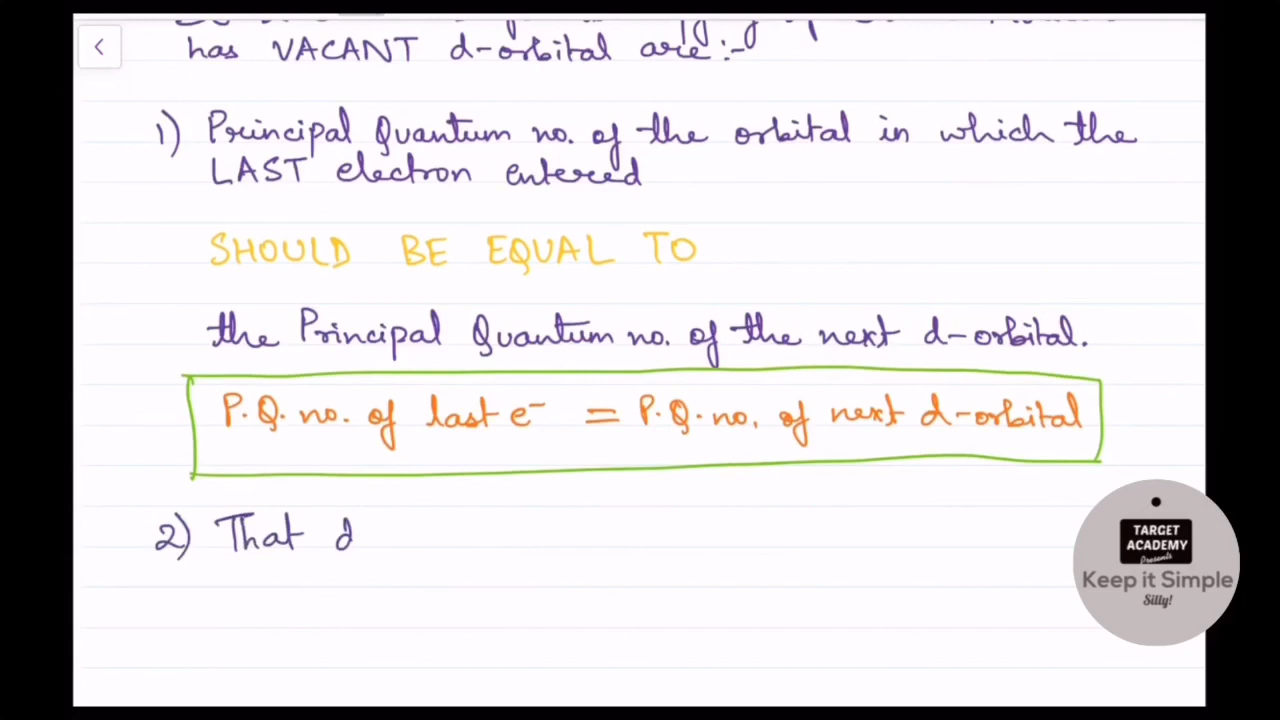 has VACANT d-orbital are :-
1) Principal Quantum no. of the orbital in which the
LAST electron entered
SHOULD BE EQUAL TO
the Principal Quantum no. of the next d-orbital.
P.Q. no. of last e⁻ = P.Q. no. of next d-orbital
2) That d
TARGET
ACADEMY
Presents
Keep it Simple
Silly!